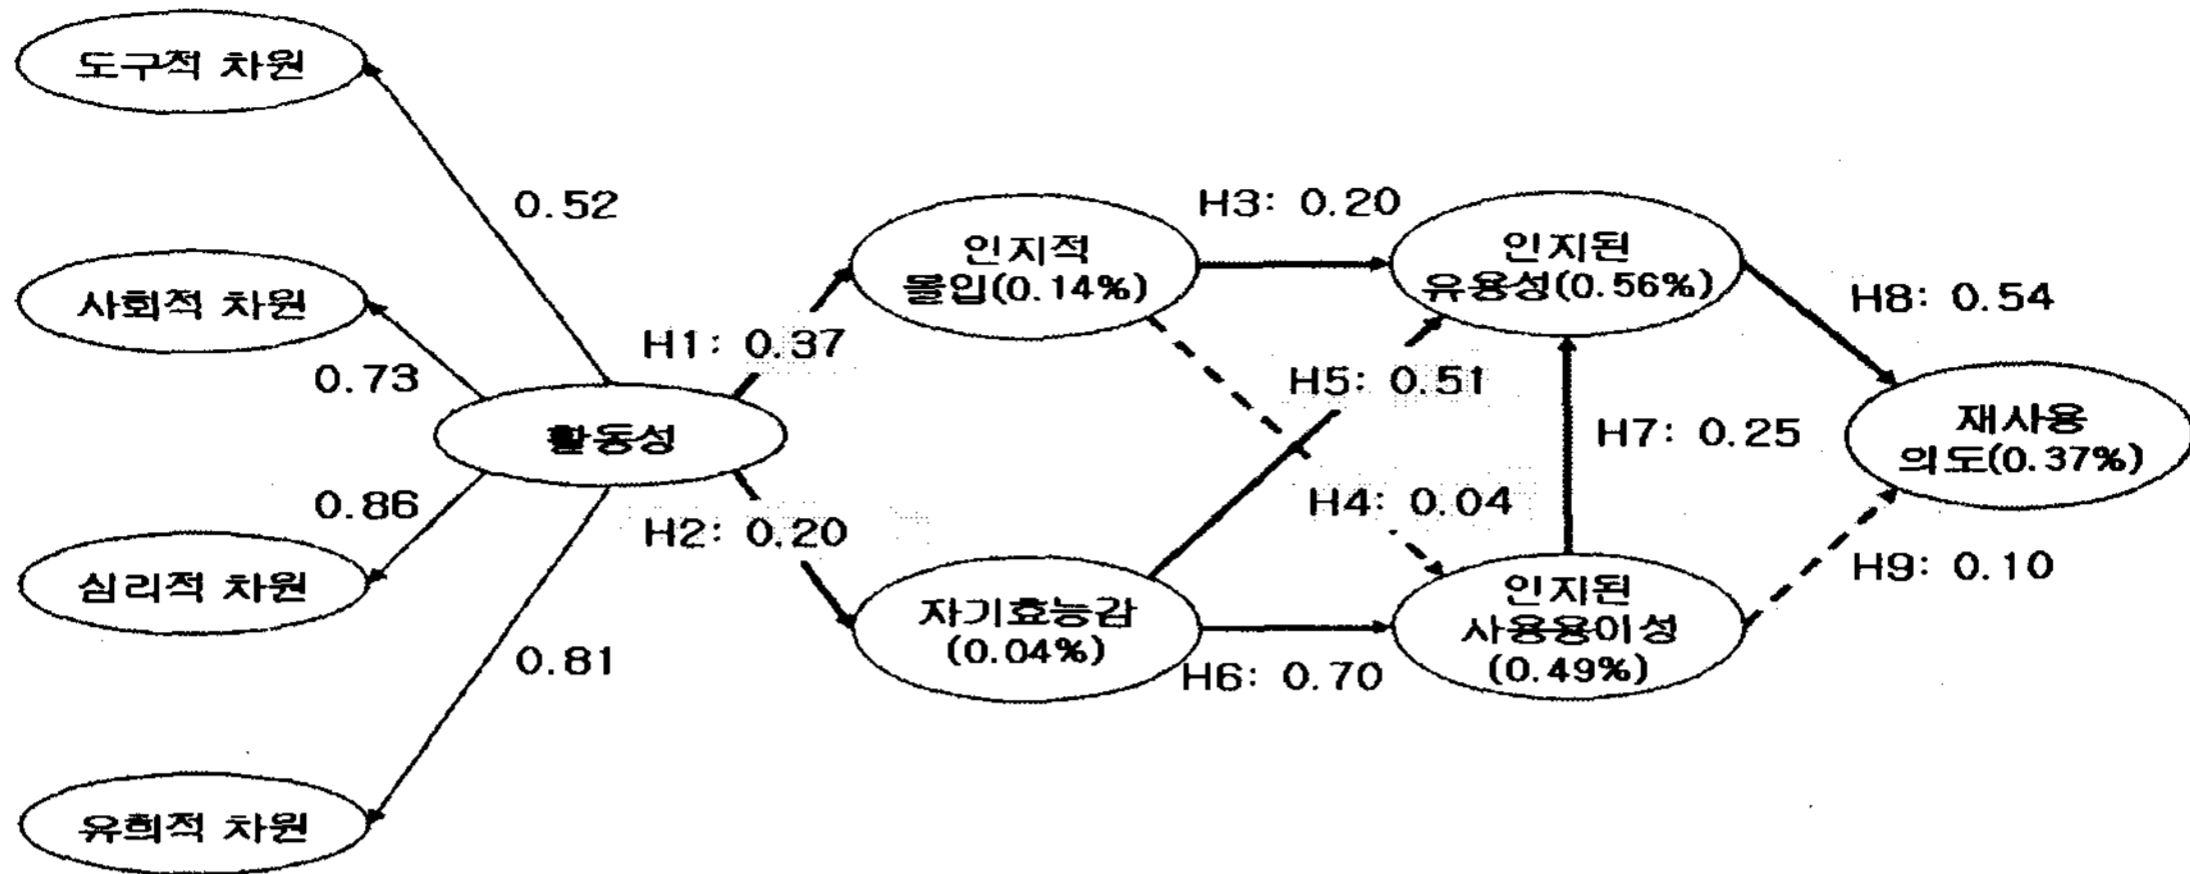 도구적 차원
0.52
사회적 차원
0.73
활동성
0.86
심리적 차원
0.81
유희적 차원
H1: 0.37
H2: 0.20
인지적
몰입(0.14%)
자기효능감
(0.04%)
H3: 0.20
H5: 0.51
H4: 0.04
H6: 0.70
인지된
유용성(0.56%)
H7: 0.25
인지된
사용용이성
(0.49%)
H8: 0.54
H9: 0.10
재사용
의도(0.37%)